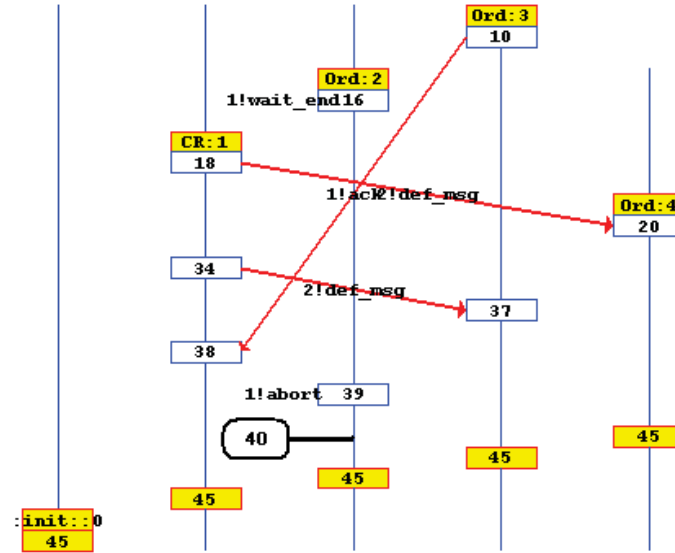 Ord:3
10
Ord:2
1!wait_end16
CR:1
18
1!ack2!def_msg
Ord:4
20
34
2!def_msg
37
38
1!abort 39
40
45
45
45
45
:init::0
45